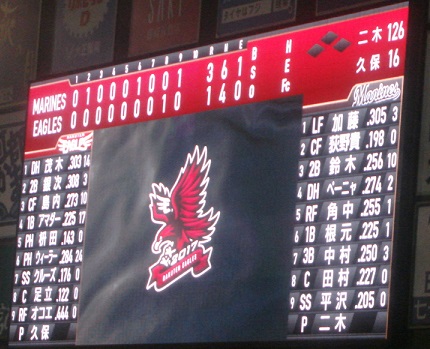 1 2 3 4 5 6 7 8 9 R H E B H
MARINES 0 1 0 0 0 1 0 0 1 3 6 1 S E
EAGLES 0 0 0 0 0 0 0 1 0 1 4 0 O Fc
二木 126
久保 16
Marines
1 DH 茂木 .303 14
2 2B 銀次 .308 3
3 CF 島内 .273 10
4 1B アマダー .225 17
5 PH 枡田 .143 0
6 PH ウィーラー .284 26
7 SS クルーズ .176 0
8 C 足立 .122 0
9 RF オコエ .444 0
P 久保
2017
RAKUTEN EAGLES
1 LF 加藤 .305 3
2 CF 荻野貴 .198 0
3 2B 鈴木 .256 10
4 DH ペーニャ .274 2
5 RF 角中 .255 1
6 1B 根元 .225 1
7 3B 中村 .250 3
8 C 田村 .227 0
9 SS 平沢 .205 0
P 二木